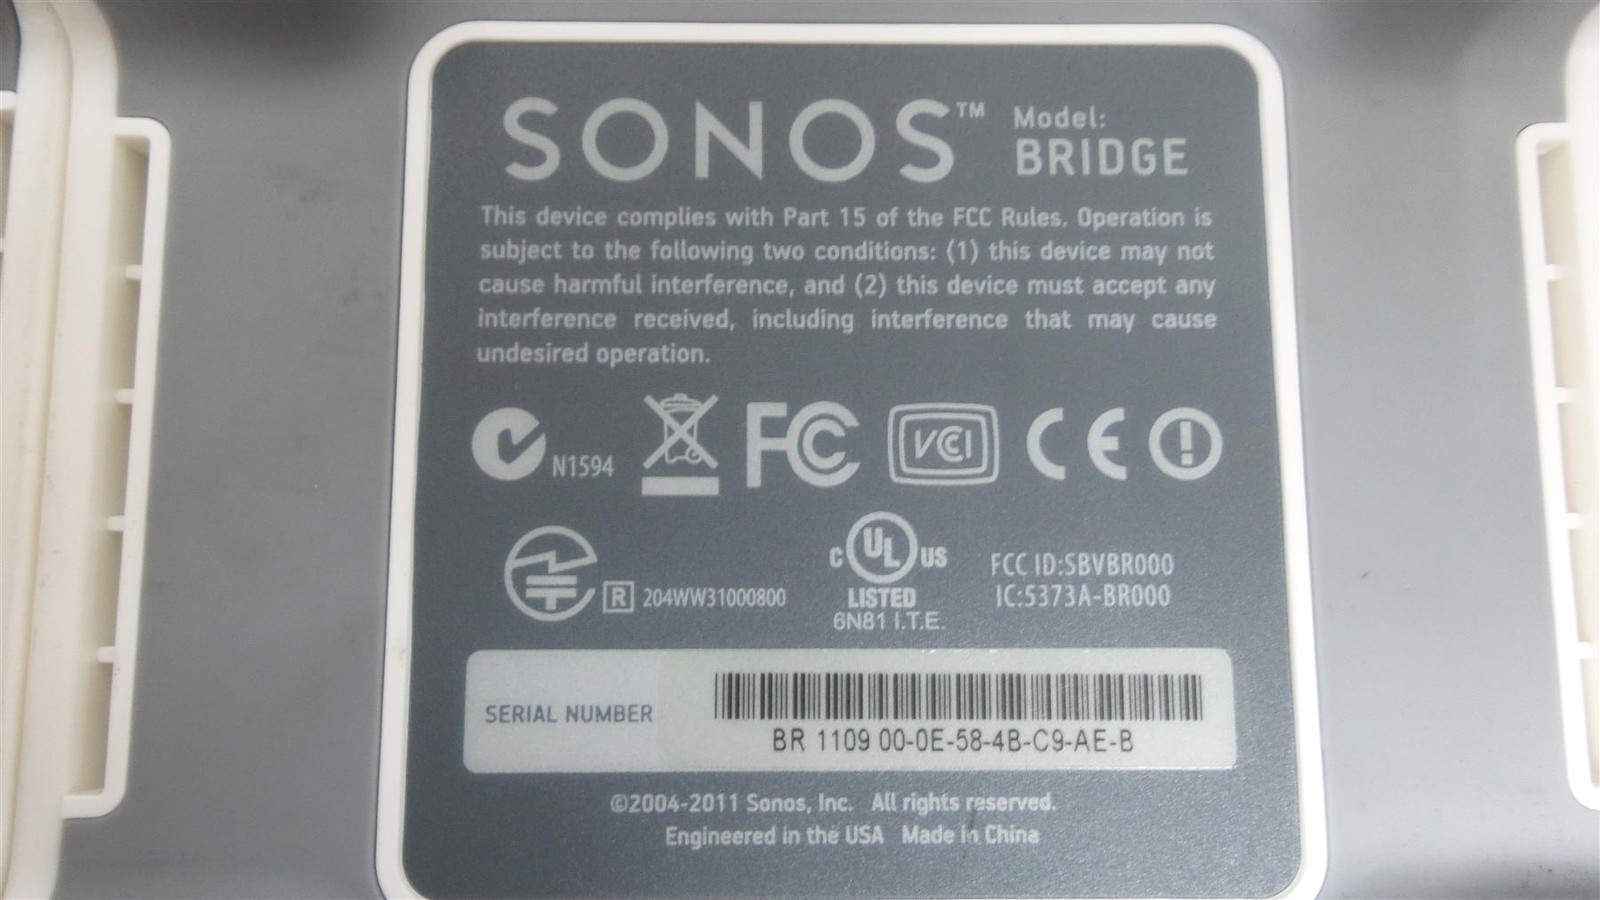 SONOS™ Model:
BRIDGE
This device complies with Part 15 of the FCC Rules. Operation is
subject to the following two conditions: (1) this device may not
cause harmful interference, and (2) this device must accept any
interference received, including interference that may cause
undesired operation.
N1594 FC VCCI CE
R 204WW31000800
C UL US
LISTED
6N81 I.T.E.
FCC ID:SBVBR000
IC:5373A-BR000
SERIAL NUMBER
BR 1109 00-0E-58-4B-C9-AE-B
©2004-2011 Sonos, Inc. All rights reserved.
Engineered in the USA Made in China